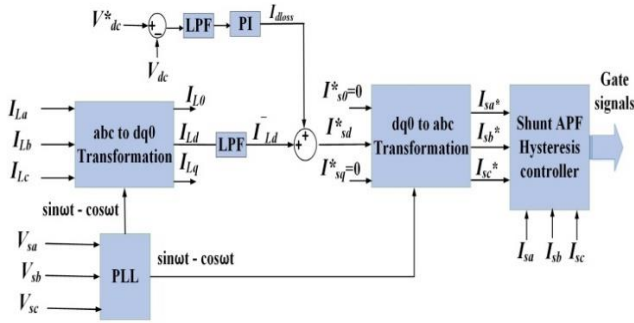 V*dc
+
−
LPF
PI
Idloss
Vdc
ILa
ILb
ILc
abc to dq0
Transformation
IL0
ILd
ILq
LPF
I¯Ld
+
+
I*s0=0
I*sd
I*sq=0
dq0 to abc
Transformation
Isa*
Isb*
Isc*
Shunt APF
Hysteresis
controller
Gate
signals
Isa
Isb
Isc
sinωt - cosωt
Vsa
Vsb
Vsc
PLL
sinωt - cosωt